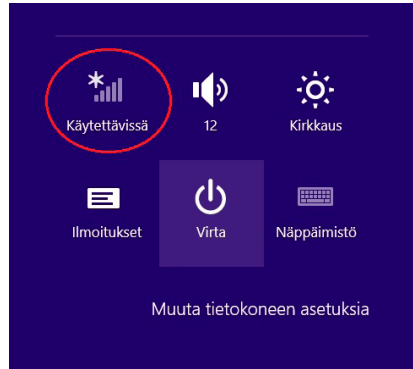 Käytettävissä
12
Kirkkaus
Ilmoitukset
Virta
Näppäimistö
Muuta tietokoneen asetuksia